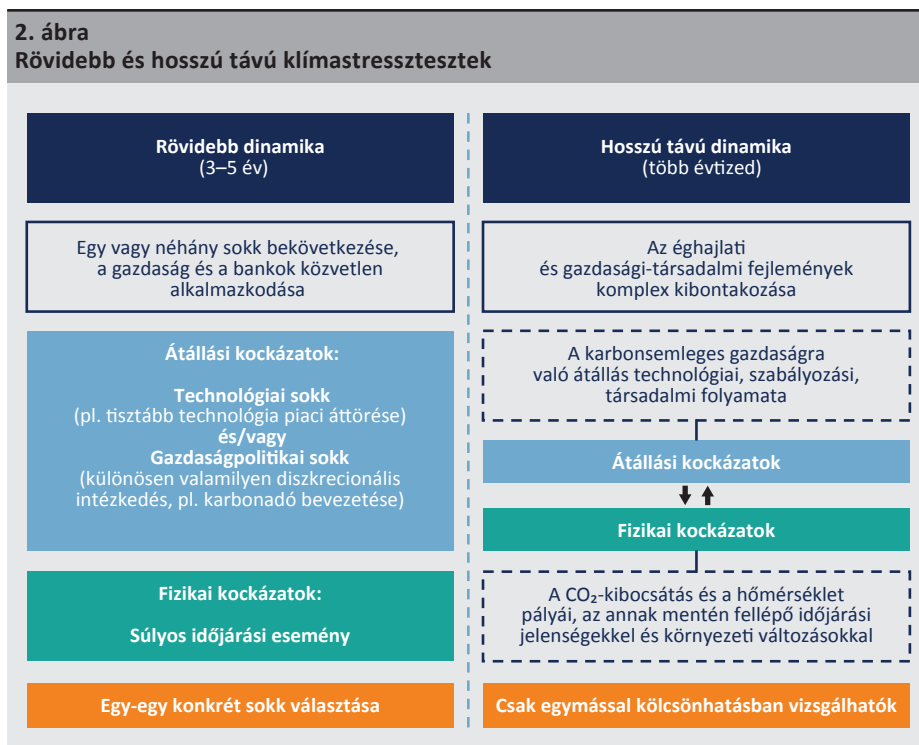 2. ábra
Rövidebb és hosszú távú klímastressztesztek
Rövidebb dinamika
(3–5 év)
Egy vagy néhány sokk bekövetkezése,
a gazdaság és a bankok közvetlen
alkalmazkodása
Átállási kockázatok:
Technológiai sokk
(pl. tisztább technológia piaci áttörése)
és/vagy
Gazdaságpolitikai sokk
(különösen valamilyen diszkrecionális
intézkedés, pl. karbonadó bevezetése)
Fizikai kockázatok:
Súlyos időjárási esemény
Egy-egy konkrét sokk választása
Hosszú távú dinamika
(több évtized)
Az éghajlati
és gazdasági-társadalmi fejlemények
komplex kibontakozása
A karbonsemleges gazdaságra
való átállás technológiai, szabályozási,
társadalmi folyamata
Átállási kockázatok
Fizikai kockázatok
A CO₂-kibocsátás és a hőmérséklet
pályái, az annak mentén fellépő időjárási
jelenségekkel és környezeti változásokkal
Csak egymással kölcsönhatásban vizsgálhatók